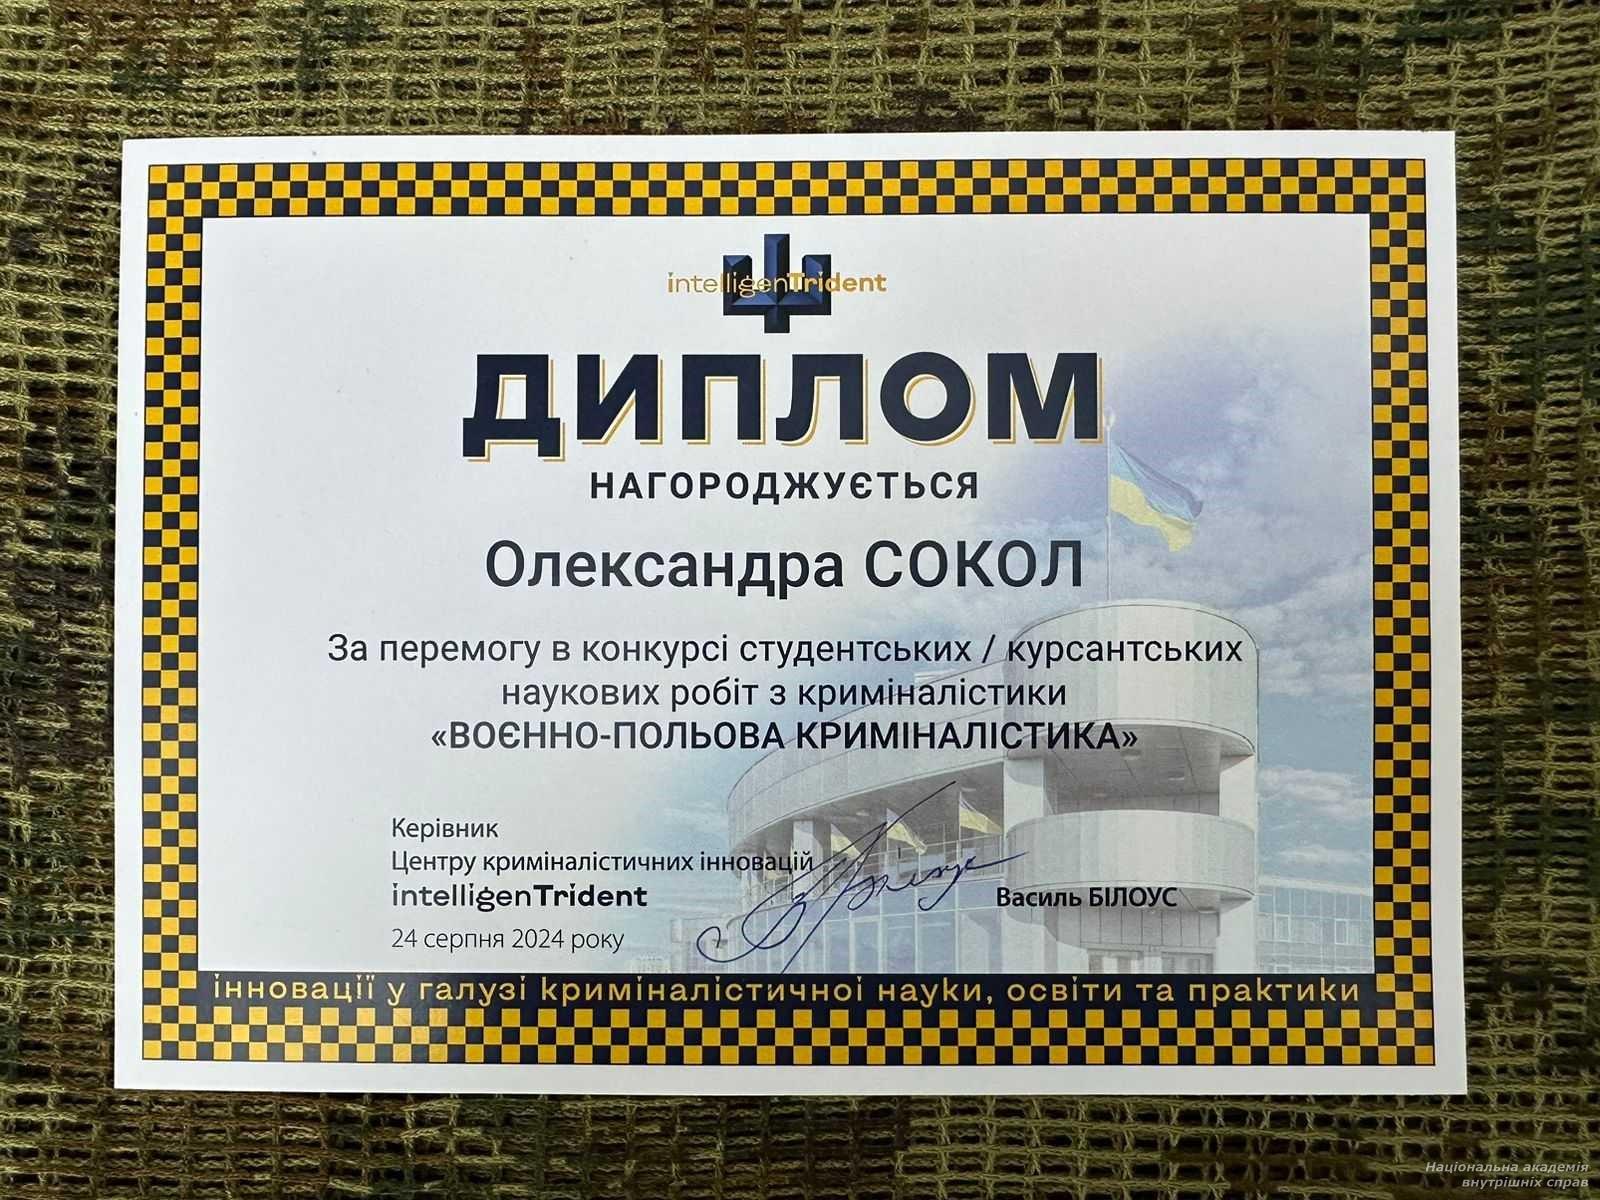 intelligenTrident
ДИПЛОМ
НАГОРОДЖУЄТЬСЯ
Олександра СОКОЛ
За перемогу в конкурсі студентських / курсантських
наукових робіт з криміналістики
«ВОЄННО-ПОЛЬОВА КРИМІНАЛІСТИКА»
Керівник
Центру криміналістичних інновацій
intelligenTrident
Василь БІЛОУС
24 серпня 2024 року
інновації у галузі криміналістичної науки, освіти та практики
Національна академія
внутрішніх справ